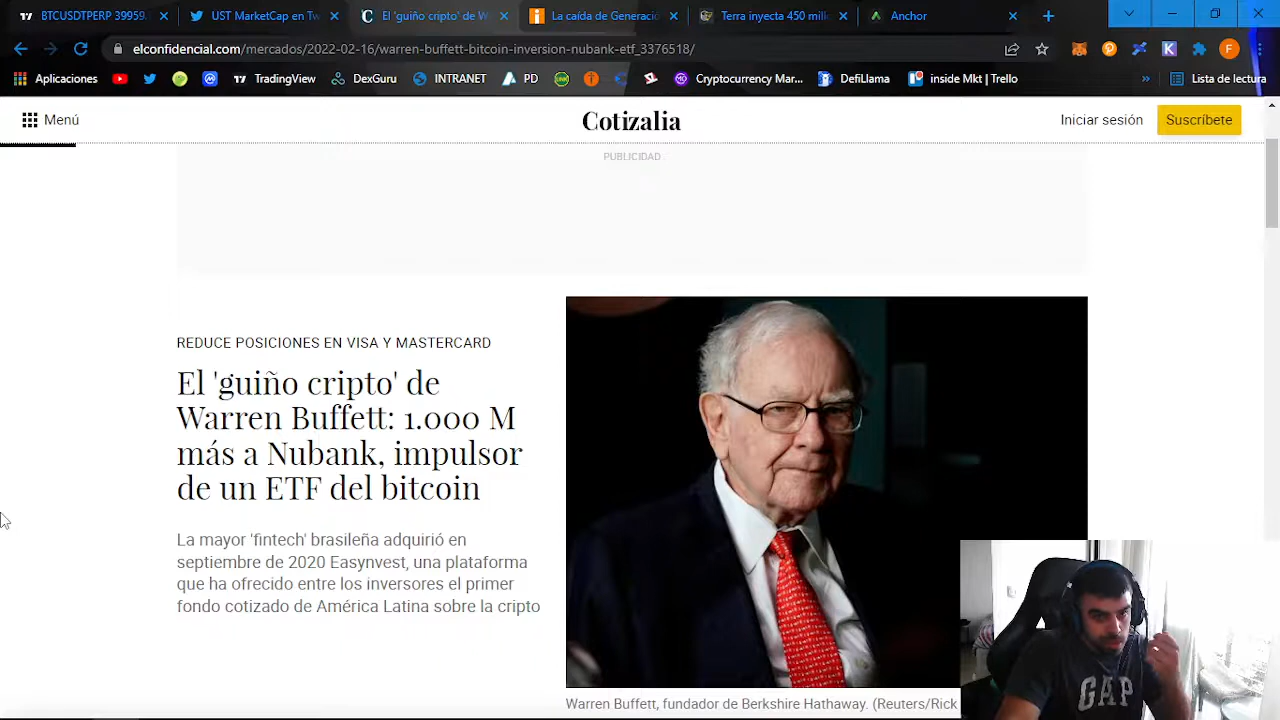 BTCUSDTPERP 39959.
UST MarketCap en Tw
El 'guiño cripto' de W
La caída de Generacio
Terra inyecta 450 mill
Anchor
elconfidencial.com/mercados/2022-02-16/warren-buffett-bitcoin-inversion-nubank-etf_3376518/
F
Aplicaciones
TradingView
DexGuru
INTRANET
PD
Cryptocurrency Mar...
DefiLlama
inside Mkt | Trello
Lista de lectura
Menú
Cotizalia
Iniciar sesión
Suscríbete
PUBLICIDAD
REDUCE POSICIONES EN VISA Y MASTERCARD
El 'guiño cripto' de
Warren Buffett: 1.000 M
más a Nubank, impulsor
de un ETF del bitcoin
La mayor 'fintech' brasileña adquirió en
septiembre de 2020 Easynvest, una plataforma
que ha ofrecido entre los inversores el primer
fondo cotizado de América Latina sobre la cripto
Warren Buffett, fundador de Berkshire Hathaway. (Reuters/Rick
GAP